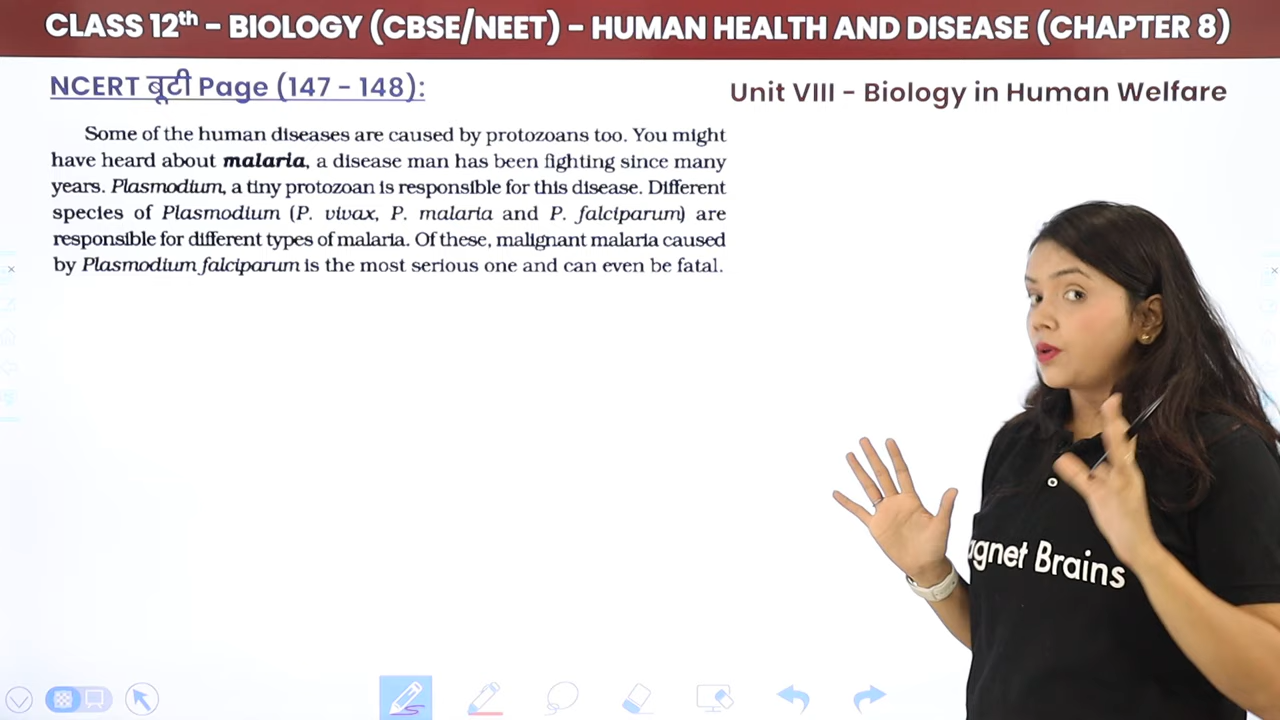 CLASS 12th – BIOLOGY (CBSE/NEET) – HUMAN HEALTH AND DISEASE (CHAPTER 8)
NCERT बूटी Page (147 - 148):
Unit VIII – Biology in Human Welfare
Some of the human diseases are caused by protozoans too. You might
have heard about malaria, a disease man has been fighting since many
years. Plasmodium, a tiny protozoan is responsible for this disease. Different
species of Plasmodium (P. vivax, P. malaria and P. falciparum) are
responsible for different types of malaria. Of these, malignant malaria caused
by Plasmodium falciparum is the most serious one and can even be fatal.
agnet Brains